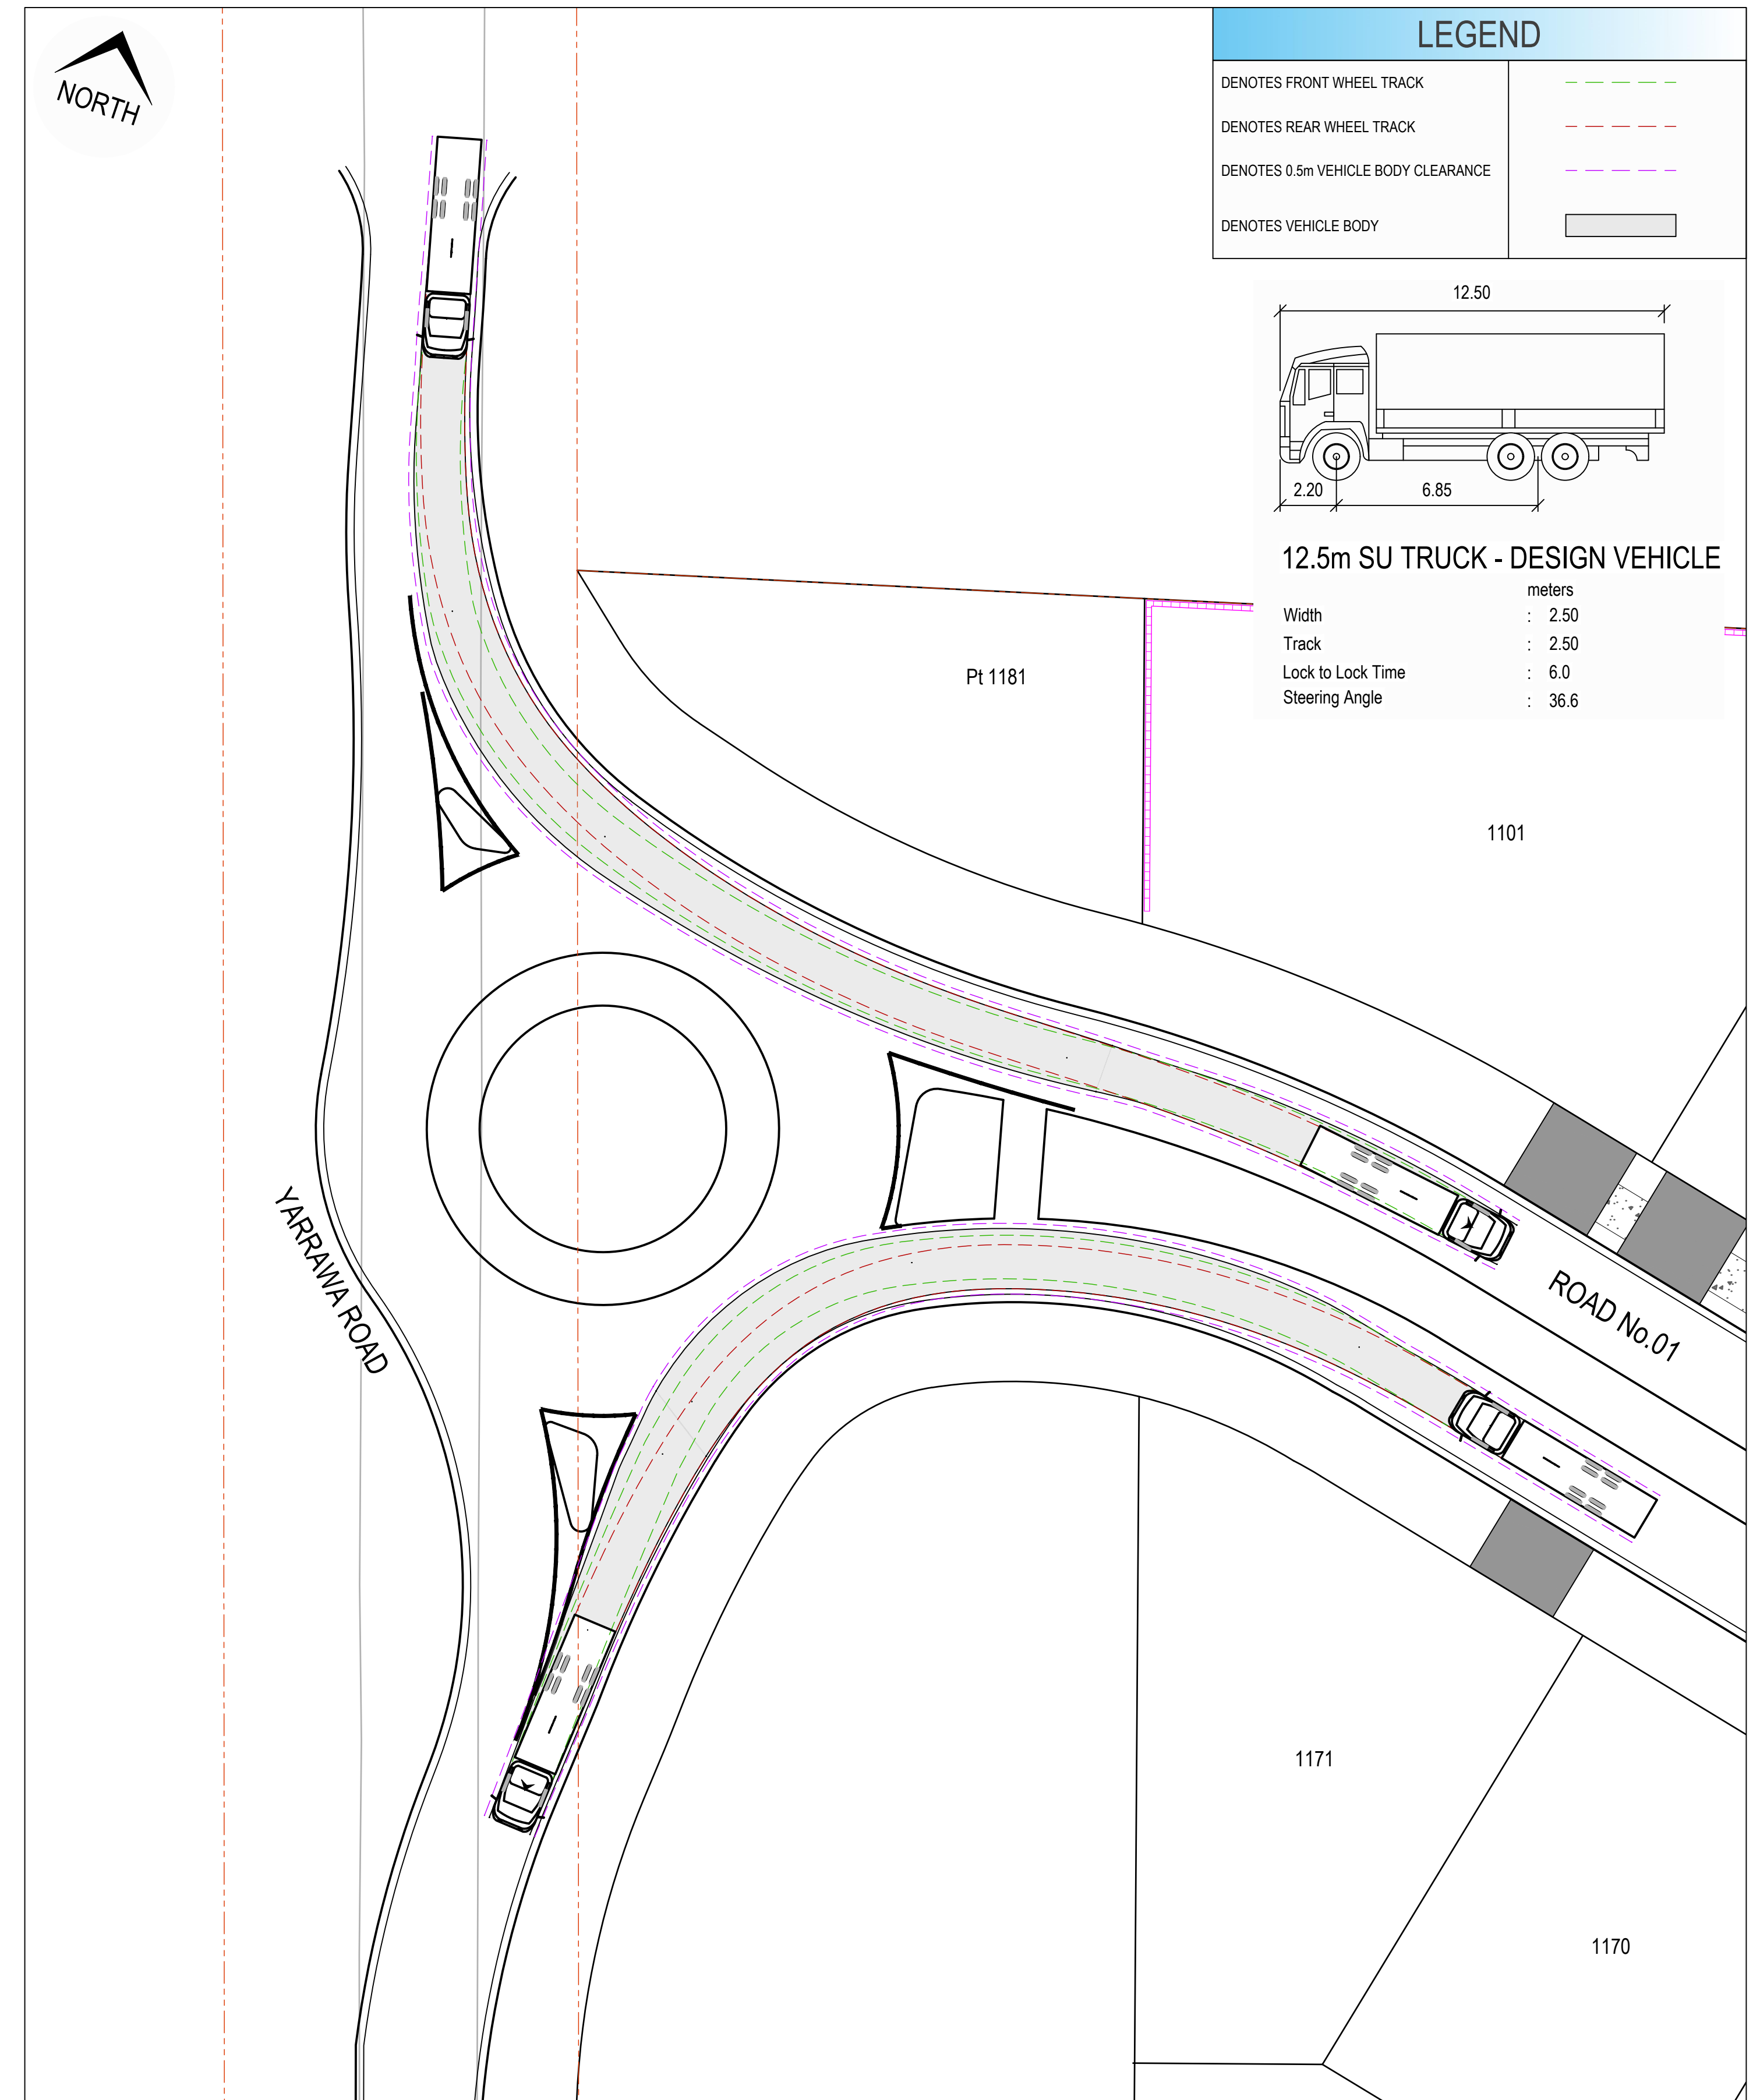 NORTH
LEGEND
DENOTES FRONT WHEEL TRACK
DENOTES REAR WHEEL TRACK
DENOTES 0.5m VEHICLE BODY CLEARANCE
DENOTES VEHICLE BODY
12.50
2.20
6.85
12.5m SU TRUCK - DESIGN VEHICLE
meters
Width : 2.50
Track : 2.50
Lock to Lock Time : 6.0
Steering Angle : 36.6
Pt 1181
1101
YARRAWA ROAD
ROAD No.01
1171
1170